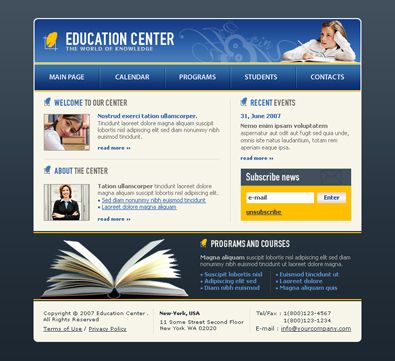 EDUCATION CENTER
THE WORLD OF KNOWLEDGE
MAIN PAGE
CALENDAR
PROGRAMS
STUDENTS
CONTACTS
WELCOME TO OUR CENTER
Nostrud exerci tation ullamcorper.
Tincidunt laoreet dolore magna aliquam suscipit
lobortis nisl adipiscing elit sed diam nonummy nibh
euismod tincidunt.
read more ››
ABOUT THE CENTER
Tation ullamcorper tincidunt laoreet dolore
magna aliquam suscipit lobortis nisl adipiscing elit.
• Sed diam nonummy nibh euismod tincidunt
• Laoreet dolore magna aliquam
read more ››
RECENT EVENTS
31, June 2007
Nemo enim ipsam voluptatem
aspernatur aut odit aut fugit sed quia unde,
omnis iste natus laudantium, totam rem
aperiam eaque ipsa.
read more ››
Subscribe news
e-mail
Enter
unsubscribe
PROGRAMS AND COURSES
Magna aliquam suscipit lobortis nisl adipiscing elit sed diam
nonummy nibh euismod tincidunt ut laoreet dolore magna.
• Suscipit lobortis nisl
• Adipiscing elit sed
• Diam nibh euismod
• Euismod tincidunt ut
• Laoreet dolore
• Magna aliquam quis
Copyright © 2007 Education Center .
All Rights Reserved
Terms of Use / Privacy Policy
New-York, USA
11 Some Street Second Floor
New York WA 02020
Tel/Fax : 1(800)123-4567
1(800)123-1234
E-mail : info@yourcompany.com